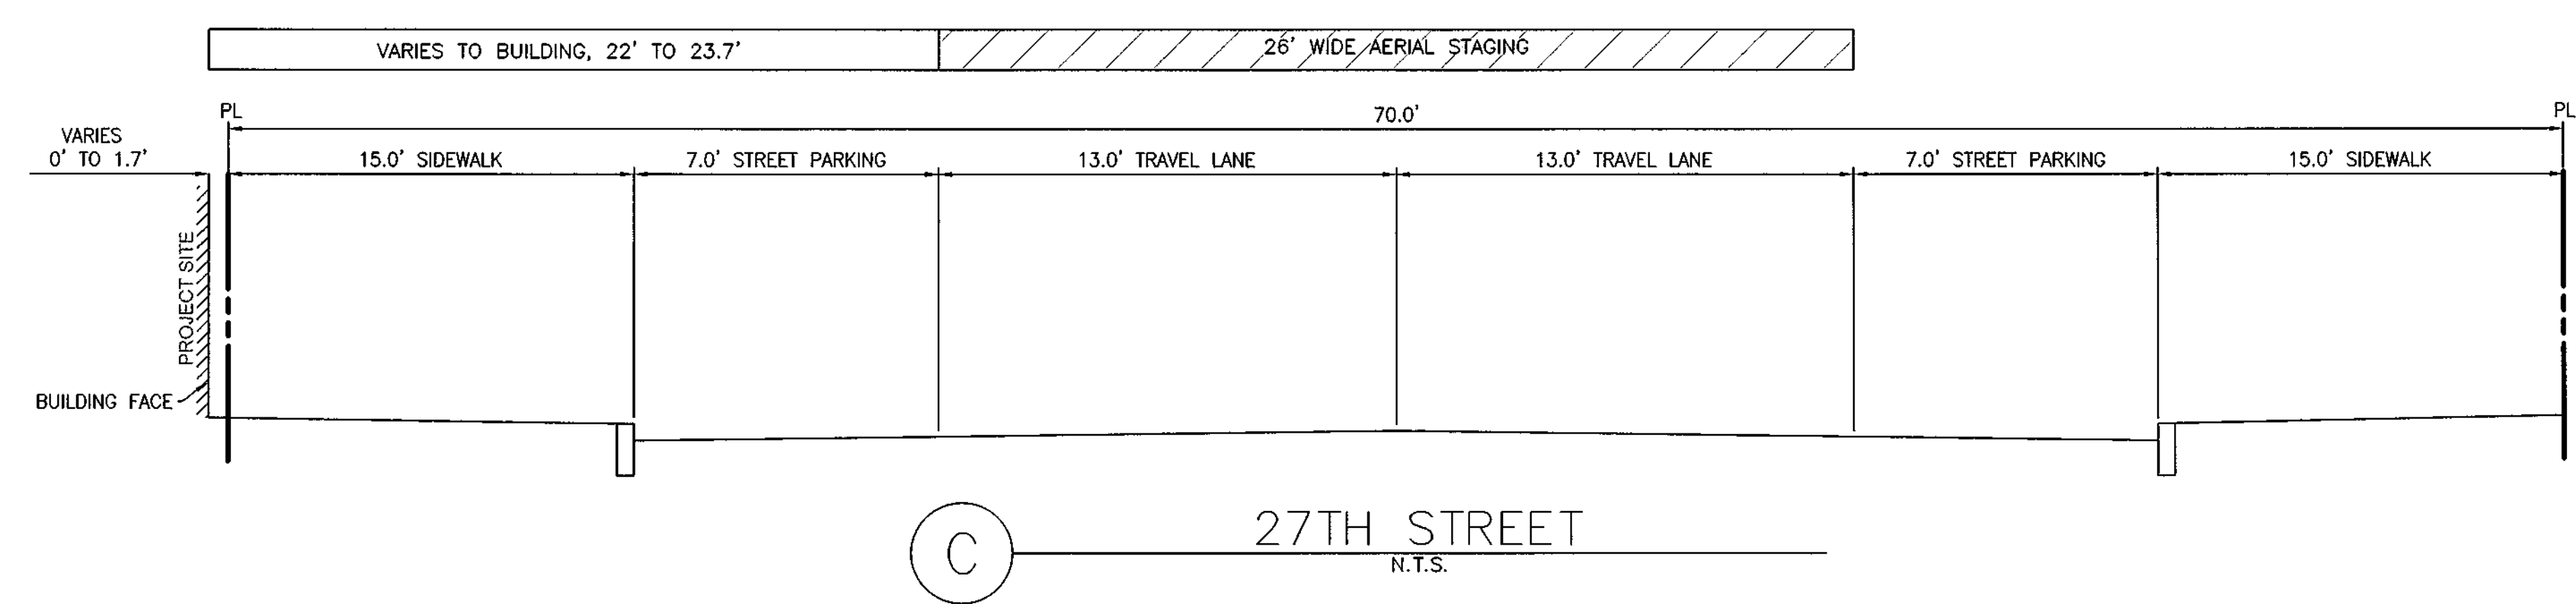 VARIES TO BUILDING, 22' TO 23.7'
26' WIDE AERIAL STAGING
PL
70.0'
PL
VARIES
0' TO 1.7'
15.0' SIDEWALK
7.0' STREET PARKING
13.0' TRAVEL LANE
13.0' TRAVEL LANE
7.0' STREET PARKING
15.0' SIDEWALK
PROJECT SITE
BUILDING FACE
C
27TH STREET
N.T.S.